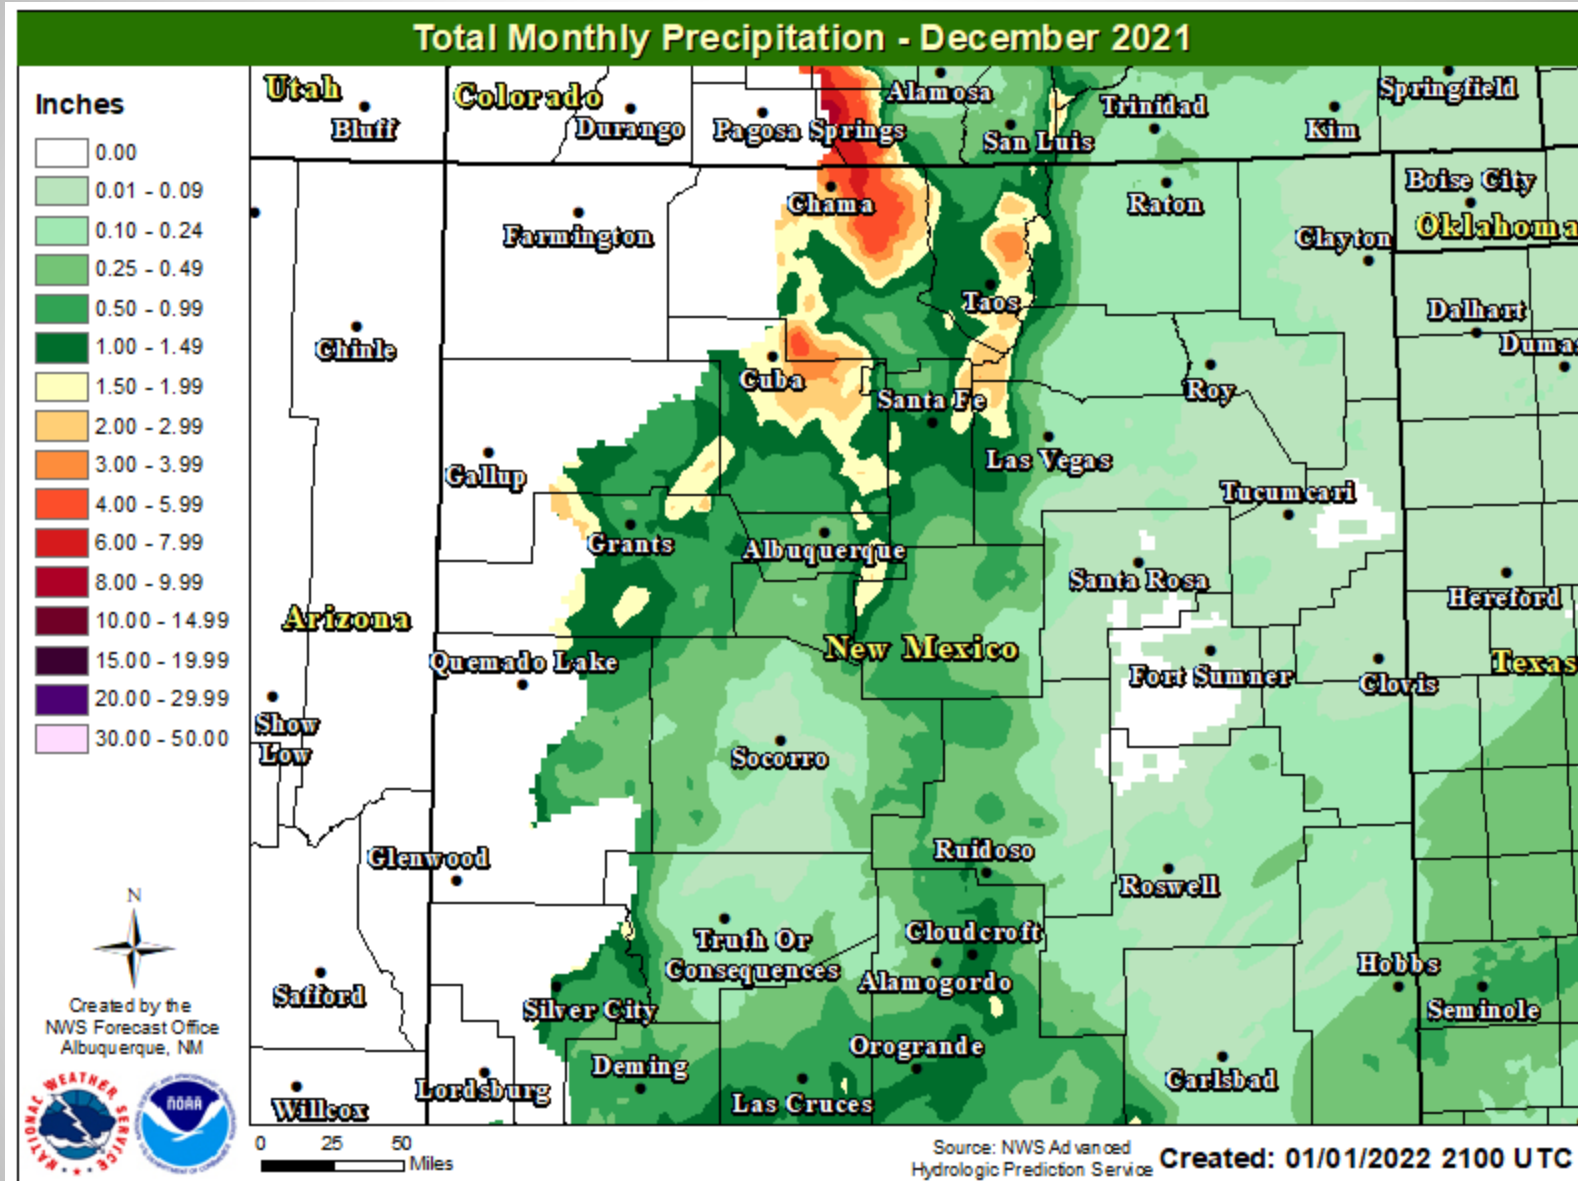 Total Monthly Precipitation - December 2021
Inches
0.00
0.01 - 0.09
0.10 - 0.24
0.25 - 0.49
0.50 - 0.99
1.00 - 1.49
1.50 - 1.99
2.00 - 2.99
3.00 - 3.99
4.00 - 5.99
6.00 - 7.99
8.00 - 9.99
10.00 - 14.99
15.00 - 19.99
20.00 - 29.99
30.00 - 50.00
Utah
Colorado
Alamosa
Springfield
Bluff
Durango
Pagosa Springs
San Luis
Trinidad
Kim
Boise City
Chama
Raton
Oklahoma
Farmington
Clayton
Taos
Dalhart
Chinle
Dumas
Cuba
Santa Fe
Roy
Gallup
Las Vegas
Tucumcari
Grants
Albuquerque
Santa Rosa
Hereford
Arizona
New Mexico
Quemado Lake
Fort Sumner
Clovis
Texas
Show
Low
Socorro
Glenwood
Ruidoso
Roswell
Truth Or
Consequences
Cloudcroft
Alamogordo
Hobbs
Safford
Silver City
Seminole
Orogrande
Deming
Lordsburg
Las Cruces
Carlsbad
Willcox
N
Created by the
NWS Forecast Office
Albuquerque, NM
NATIONAL WEATHER SERVICE
NOAA
0 25 50
Miles
Source: NWS Advanced
Hydrologic Prediction Service
Created: 01/01/2022 2100 UTC